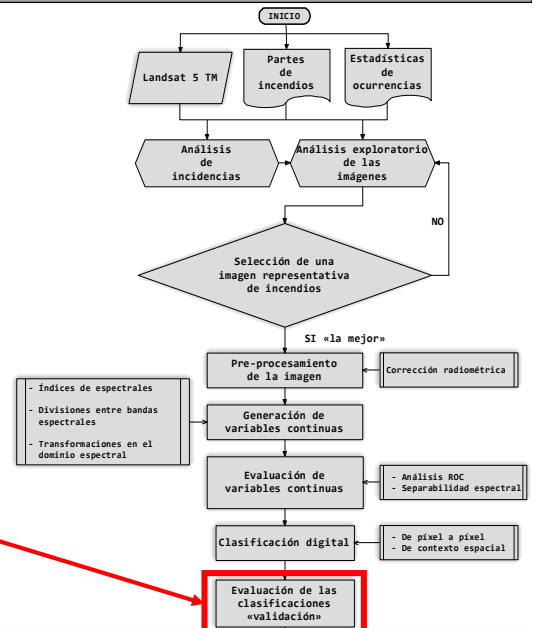 INICIO
Landsat 5 TM
Partes
de
incendios
Estadísticas
de
ocurrencias
Análisis
de
incidencias
Análisis exploratorio
de las
imágenes
NO
Selección de una
imagen representativa
de incendios
SI «la mejor»
Pre-procesamiento
de la imagen
Corrección radiométrica
- Índices de espectrales
- Divisiones entre bandas
espectrales
- Transformaciones en el
dominio espectral
Generación de
variables continuas
Evaluación de
variables continuas
- Análisis ROC
- Separabilidad espectral
Clasificación digital
- De píxel a píxel
- De contexto espacial
Evaluación de las
clasificaciones
«validación»